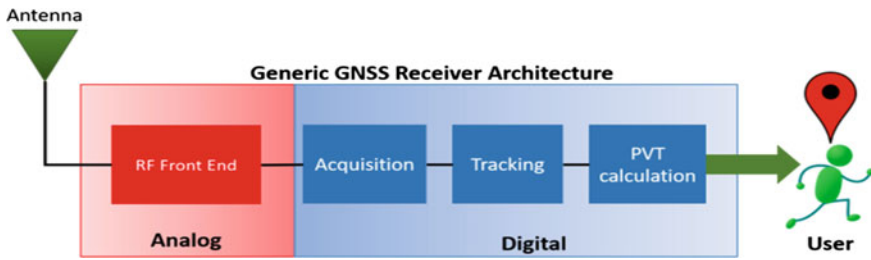 Antenna
Generic GNSS Receiver Architecture
RF Front End
Acquisition
Tracking
PVT
calculation
Analog
Digital
User